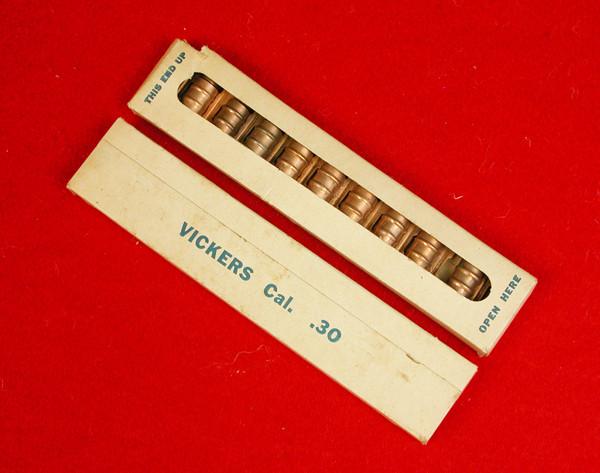 THIS END UP
OPEN HERE
VICKERS Cal. .30